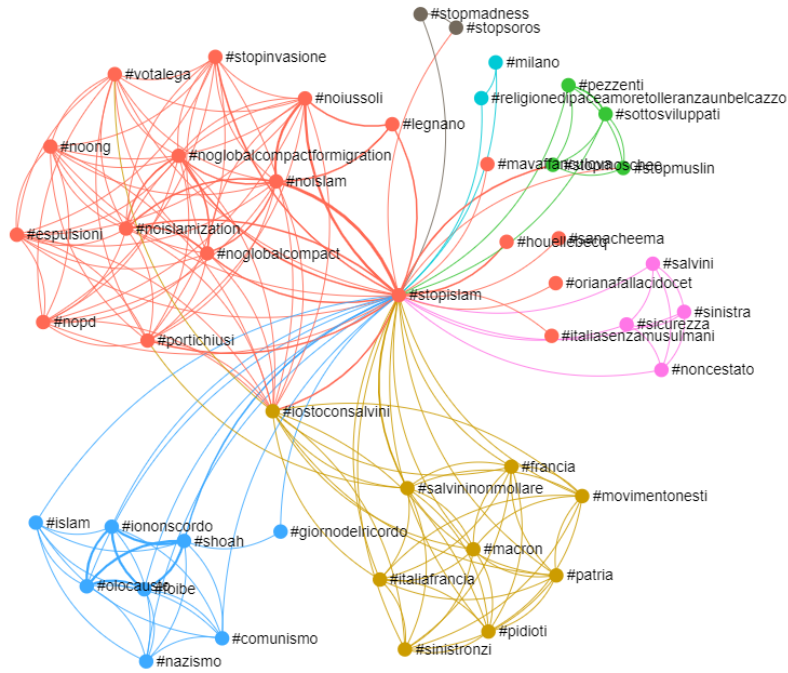 #stopmadness
#stopsoros
#stopinvasione
#milano
#votalega
#pezzenti
#noiussoli
#religionedipaceamoretolleranzaunbelcazzo
#sottosviluppati
#legnano
#noong
#noglobalcompactformigration
#stopmuslin
#noislam
#noislamization
#espulsioni
#sanacheema
#houellebecq
#noglobalcompact
#salvini
#orianafallacidocet
#stopislam
#sinistra
#nopd
#sicurezza
#italiasenzamusulmani
#portichiusi
#noncestato
#iostoconsalvini
#francia
#salvininonmollare
#movimentonesti
#islam
#iononscordo
#giornodelricordo
#shoah
#macron
#patria
#italiafrancia
#olocausto
#foibe
#pidioti
#comunismo
#sinistronzi
#nazismo